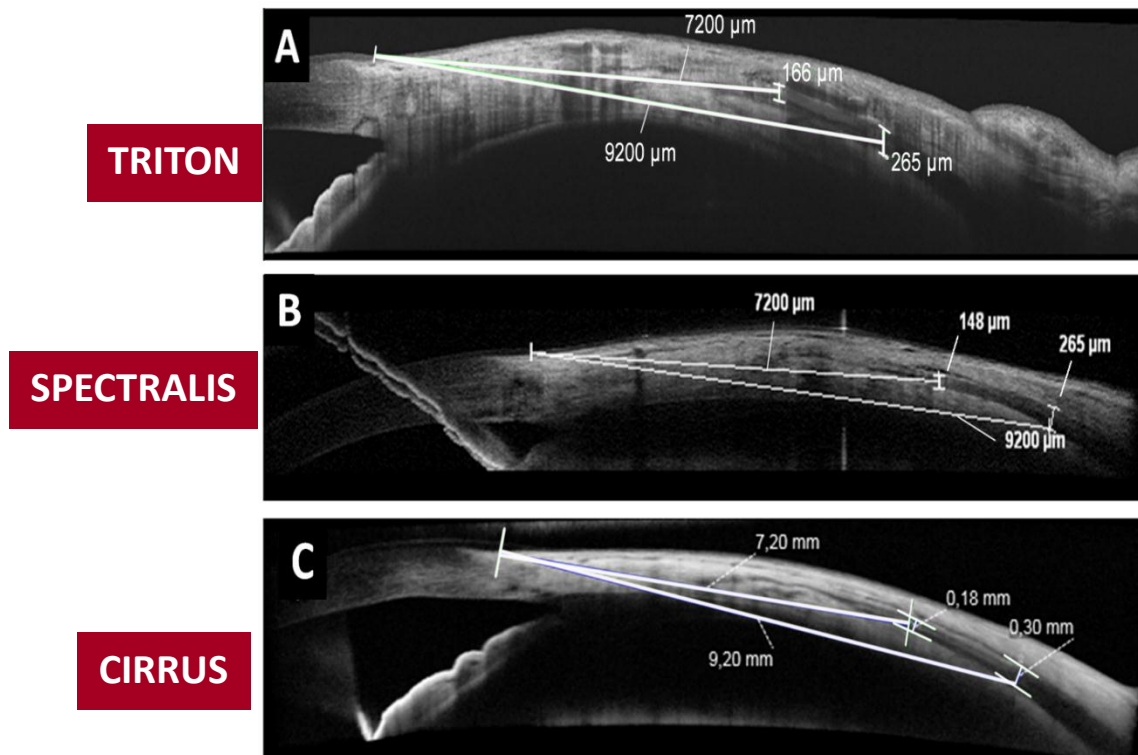 A
7200 µm
166 µm
TRITON
9200 µm
265 µm
B
7200 µm
148 µm
265 µm
SPECTRALIS
9200 µm
C
7,20 mm
0,18 mm
0,30 mm
CIRRUS
9,20 mm